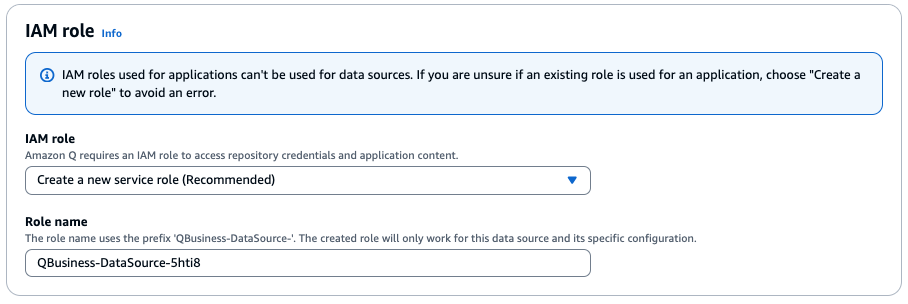 IAM role Info
IAM roles used for applications can't be used for data sources. If you are unsure if an existing role is used for an application, choose "Create a
new role" to avoid an error.
IAM role
Amazon Q requires an IAM role to access repository credentials and application content.
Create a new service role (Recommended)
Role name
The role name uses the prefix 'QBusiness-DataSource-'. The created role will only work for this data source and its specific configuration.
QBusiness-DataSource-5hti8